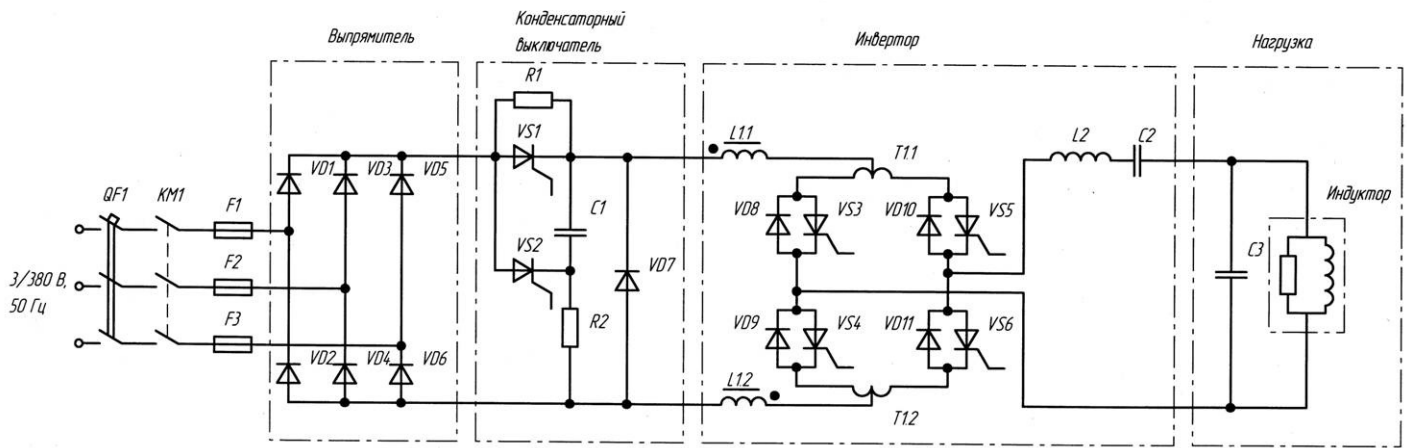 Выпрямитель
Конденсаторный
выключатель
Инвертор
Нагрузка
R1
VS1
L1.1
T1.1
L2
C2
VD1
VD3
VD5
QF1
KM1
F1
C1
VD8
VS3
VD10
VS5
Индуктор
VS2
C3
F2
3/380 В,
50 Гц
VD7
F3
R2
VD9
VS4
VD11
VS6
VD2
VD4
VD6
L1.2
T1.2